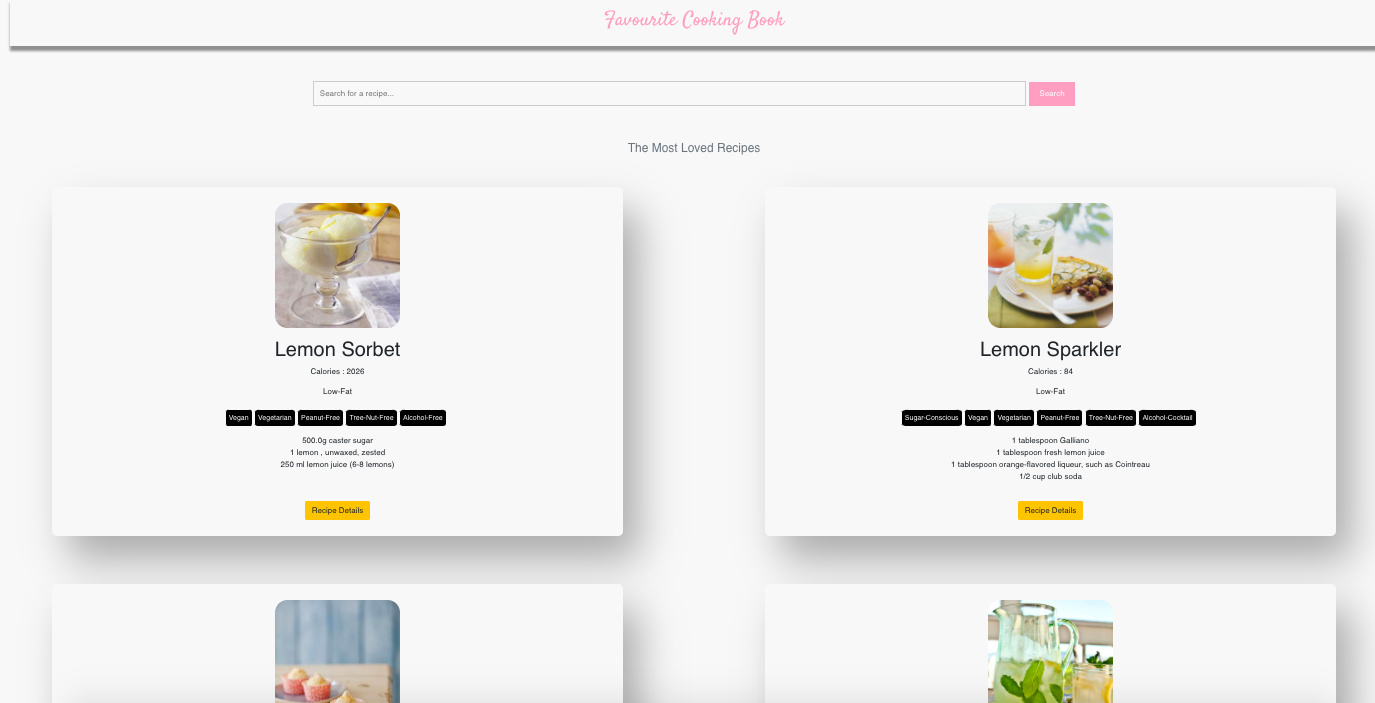 Favourite Cooking Book
Search for a recipe...
Search
The Most Loved Recipes
Lemon Sorbet
Calories : 2026
Low-Fat
Vegan Vegetarian Peanut-Free Tree-Nut-Free Alcohol-Free
500.0g caster sugar
1 lemon , unwaxed, zested
250 ml lemon juice (6-8 lemons)
Recipe Details
Lemon Sparkler
Calories : 84
Low-Fat
Sugar-Conscious Vegan Vegetarian Peanut-Free Tree-Nut-Free Alcohol-Cocktail
1 tablespoon Galliano
1 tablespoon fresh lemon juice
1 tablespoon orange-flavored liqueur, such as Cointreau
1/2 cup club soda
Recipe Details